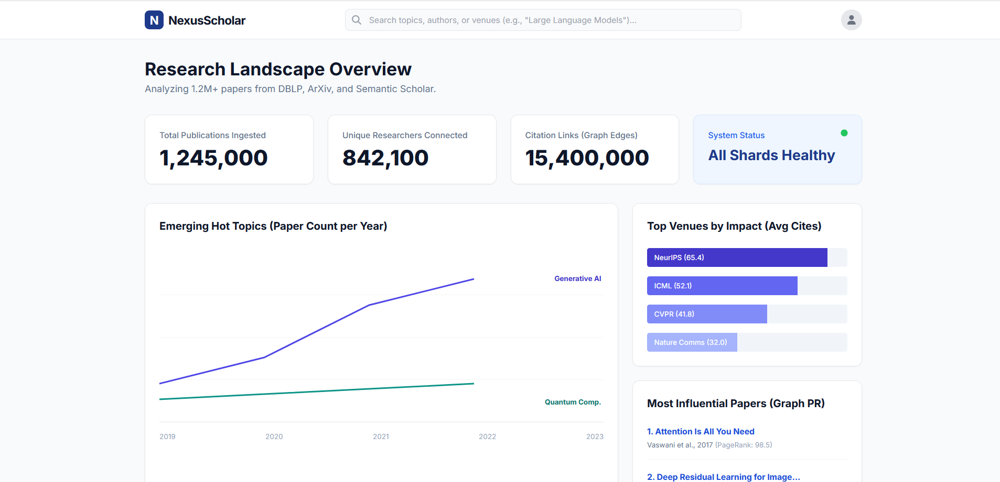 N NexusScholar
Search topics, authors, or venues (e.g., "Large Language Models")...
Research Landscape Overview
Analyzing 1.2M+ papers from DBLP, ArXiv, and Semantic Scholar.
Total Publications Ingested
1,245,000
Unique Researchers Connected
842,100
Citation Links (Graph Edges)
15,400,000
System Status
All Shards Healthy
Emerging Hot Topics (Paper Count per Year)
Generative AI
Quantum Comp.
2019 2020 2021 2022 2023
Top Venues by Impact (Avg Cites)
NeurIPS (65.4)
ICML (52.1)
CVPR (41.8)
Nature Comms (32.0)
Most Influential Papers (Graph PR)
1. Attention Is All You Need
Vaswani et al., 2017 (PageRank: 98.5)
2. Deep Residual Learning for Image...